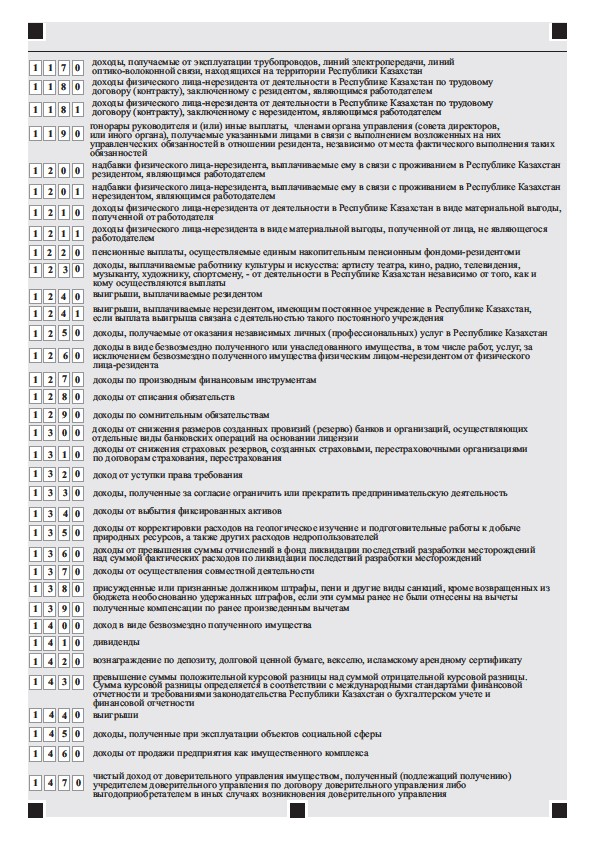 1170 доходы, получаемые от эксплуатации трубопроводов, линий электропередачи, линий
оптико-волоконной связи, находящихся на территории Республики Казахстан
1180 доходы физического лица-нерезидента от деятельности в Республике Казахстан по трудовому
договору (контракту), заключенному с резидентом, являющимся работодателем
1181 доходы физического лица-нерезидента от деятельности в Республике Казахстан по трудовому
договору (контракту), заключенному с нерезидентом, являющимся работодателем
1190 гонорары руководителя и (или) иные выплаты, членами органа управления (совета директоров,
или иного органа), получаемые указанными лицами в связи с выполнением возложенных на них
управленческих обязанностей в отношении резидента, независимо от места фактического выполнения таких
обязанностей
1200 надбавки физического лица-нерезидента, выплачиваемые ему в связи с проживанием в Республике Казахстан
резидентом, являющимся работодателем
1201 надбавки физического лица-нерезидента, выплачиваемые ему в связи с проживанием в Республике Казахстан
нерезидентом, являющимся работодателем
1210 доходы физического лица-нерезидента от деятельности в Республике Казахстан в виде материальной выгоды,
полученной от работодателя
1211 доходы физического лица-нерезидента в виде материальной выгоды, полученной от лица, не являющегося
работодателем
1220 пенсионные выплаты, осуществляемые единым накопительным пенсионным фондоми-резидентоми
1230 доходы, выплачиваемые работнику культуры и искусства: артисту театра, кино, радио, телевидения,
музыканту, художнику, спортсмену, - от деятельности в Республике Казахстан независимо от того, как и
кому осуществляются выплаты
1240 выигрыши, выплачиваемые резидентом
1241 выигрыши, выплачиваемые нерезидентом, имеющим постоянное учреждение в Республике Казахстан,
если выплата выигрыша связана с деятельностью такого постоянного учреждения
1250 доходы, получаемые от оказания независимых личных (профессиональных) услуг в Республике Казахстан
1260 доходы в виде безвозмездно полученного или унаследованного имущества, в том числе работ, услуг, за
исключением безвозмездно полученного имущества физическим лицом-нерезидентом от физического
лица-резидента
1270 доходы по производным финансовым инструментам
1280 доходы от списания обязательств
1290 доходы по сомнительным обязательствам
1300 доходы от снижения размеров созданных провизий (резерво) банков и организаций, осуществляющих
отдельные виды банковских операций на основании лицензии
1310 доходы от снижения страховых резервов, созданных страховыми, перестраховочными организациями
по договорам страхования, перестрахования
1320 доход от уступки права требования
1330 доходы, полученные за согласие ограничить или прекратить предпринимательскую деятельность
1340 доходы от выбытия фиксированных активов
1350 доходы от корректировки расходов на геологическое изучение и подготовительные работы к добыче
природных ресурсов, а также других расходов недропользователей
1360 доходы от превышения суммы отчислений в фонд ликвидации последствий разработки месторождений
над суммой фактических расходов по ликвидации последствий разработки месторождений
1370 доходы от осуществления совместной деятельности
1380 присужденные или признанные должником штрафы, пени и другие виды санкций, кроме возвращенных из
бюджета необоснованно удержанных штрафов, если эти суммы ранее не были отнесены на вычеты
1390 полученные компенсации по ранее произведенным вычетам
1400 доход в виде безвозмездно полученного имущества
1410 дивиденды
1420 вознаграждение по депозиту, долговой ценной бумаге, векселю, исламскому арендному сертификату
1430 превышение суммы положительной курсовой разницы над суммой отрицательной курсовой разницы.
Сумма курсовой разницы определяется в соответствии с международными стандартами финансовой
отчетности и требованиями законодательства Республики Казахстан о бухгалтерском учете и
финансовой отчетности
1440 выигрыши
1450 доходы, полученные при эксплуатации объектов социальной сферы
1460 доходы от продажи предприятия как имущественного комплекса
1470 чистый доход от доверительного управления имуществом, полученный (подлежащий получению)
учредителем доверительного управления по договору доверительного управления либо
выгодоприобретателем в иных случаях возникновения доверительного управления